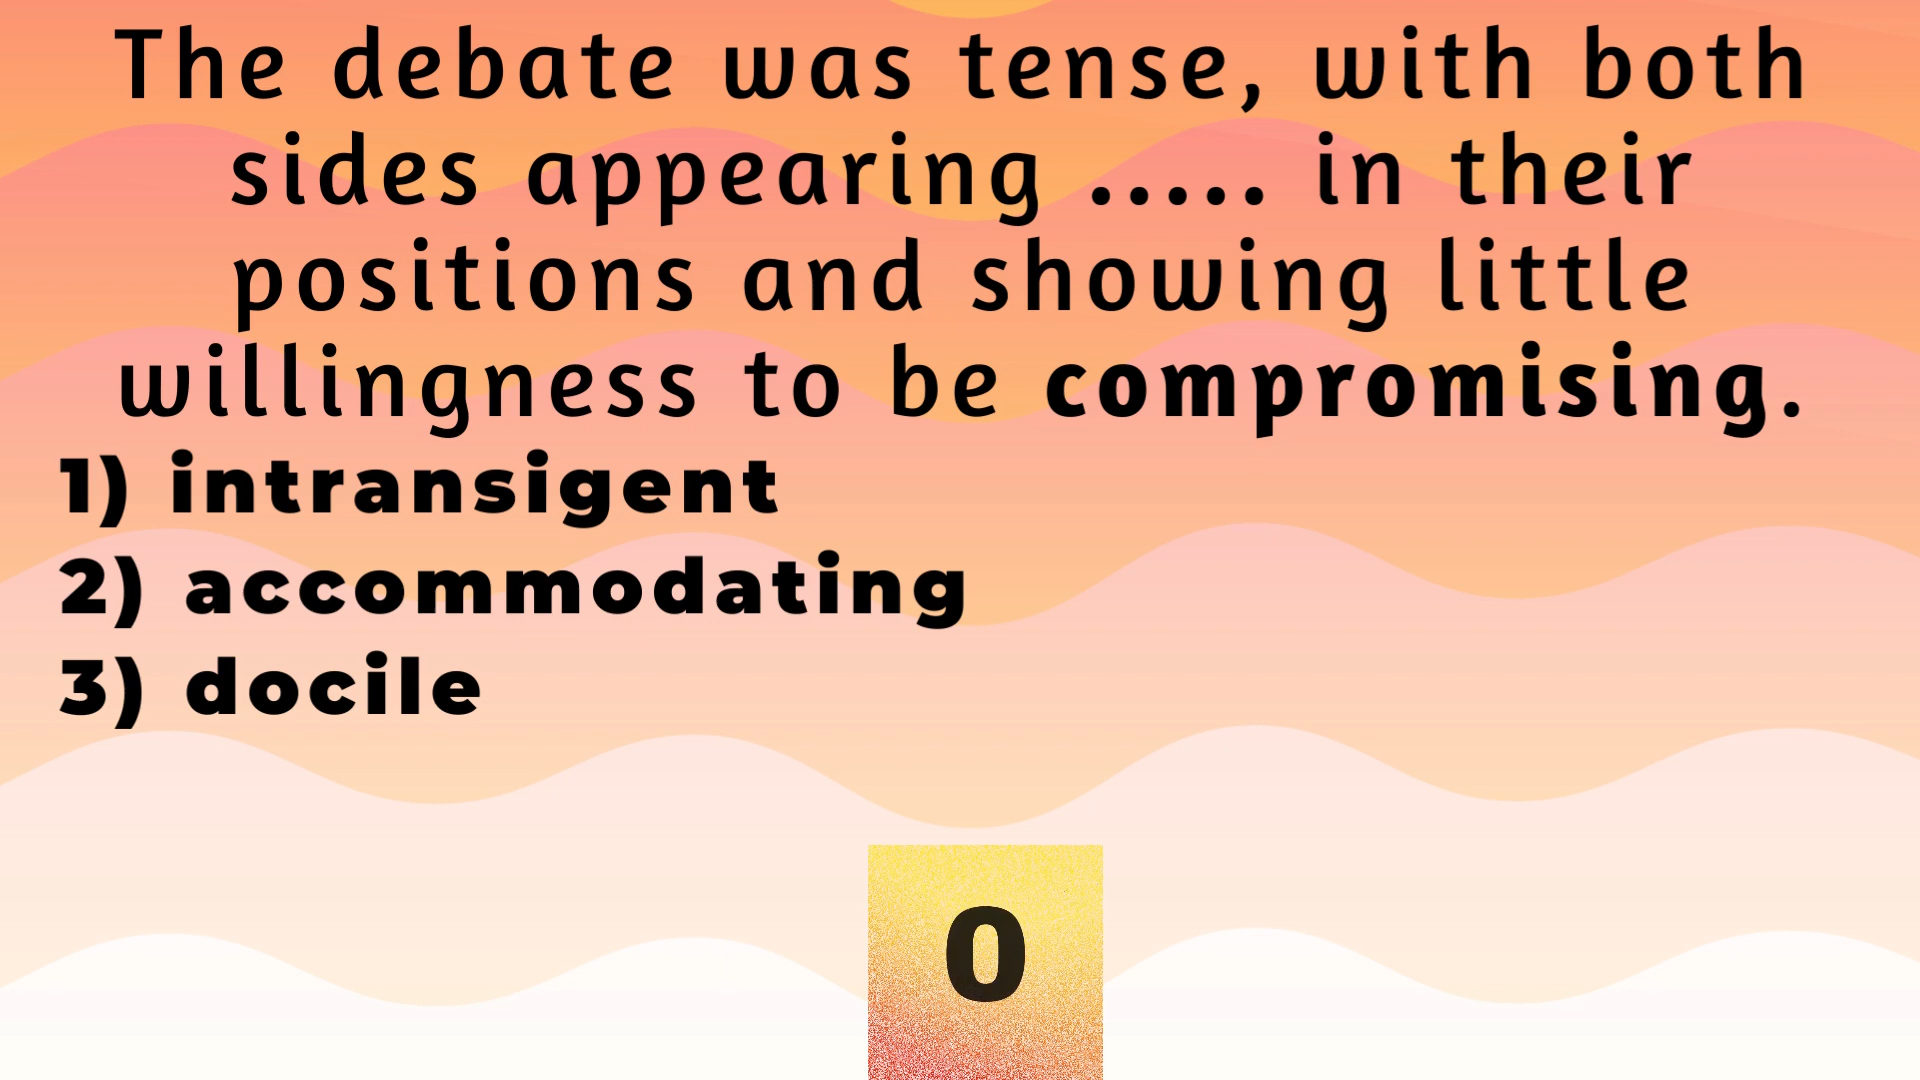 The debate was tense, with both
sides appearing ..... in their
positions and showing little
willingness to be compromising.
1) intransigent
2) accommodating
3) docile
0